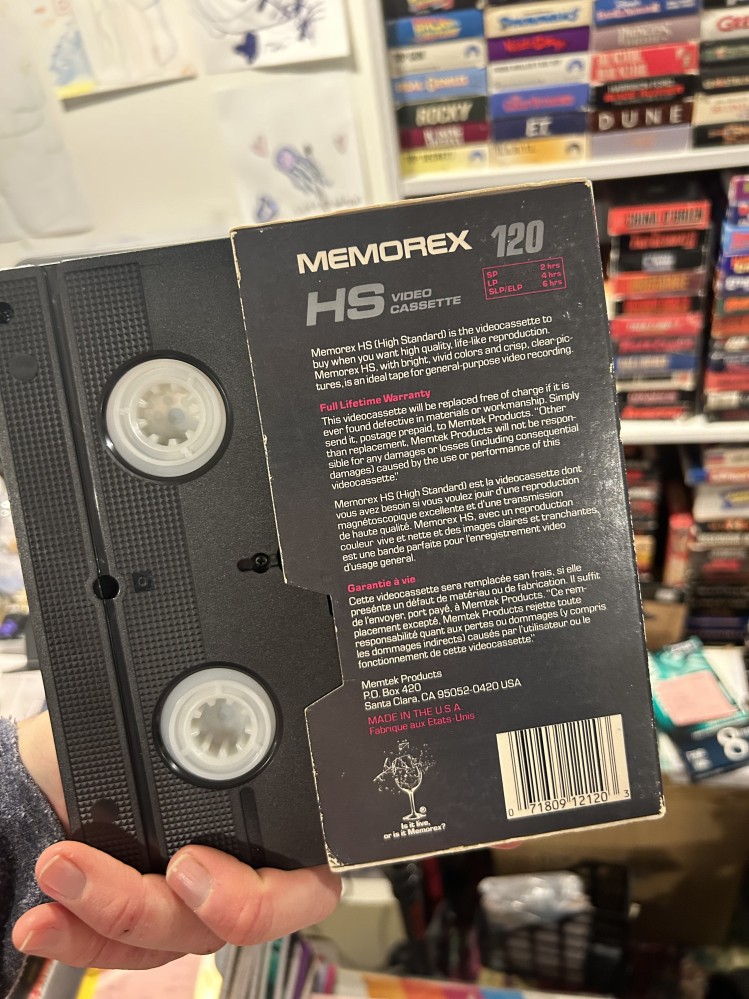 ROCKY
E.T.
DUNE
MEMOREX 120
SP 2 hrs
LP 4 hrs
SLP/ELP 6 hrs
HS VIDEO
CASSETTE
Memorex HS (High Standard) is the videocassette to
buy when you want high quality, life-like reproduction.
Memorex HS, with bright, vivid colors and crisp, clear pic-
tures, is an ideal tape for general-purpose video recording.
Full Lifetime Warranty
This videocassette will be replaced free of charge if it is
ever found defective in materials or workmanship. Simply
send it, postage prepaid, to Memtek Products. "Other
than replacement, Memtek Products will not be respon-
sible for any damages or losses (including consequential
damages) caused by the use or performance of this
videocassette."
Memorex HS (High Standard) est la videocassette dont
vous avez besoin si vous voulez jouir d'une reproduction
magnétoscopique excellente et d'une transmission
de haute qualité. Memorex HS, avec un reproduction
couleur vive et nette et des images claires et tranchantes,
est une bande parfaite pour l'enregistrement video
d'usage general.
Garantie à vie
Cette videocassette sera remplacée san frais, si elle
présénte un défaut de matériau ou de fabrication. Il suffit
de l'envoyer, port payé, à Memtek Products. "Ce rem-
placement excepté, Memtek Products rejette toute
responsabilité quant aux pertes ou dommages (y compris
les dommages indirects) causés par l'utilisateur ou le
fonctionnement de cette videocassette."
Memtek Products
P.O. Box 420
Santa Clara, CA 95052-0420 USA
MADE IN THE U.S.A.
Fabrique aux Etats-Unis
Is it live,
or is it Memorex?
®
0 71809 12120 3
8